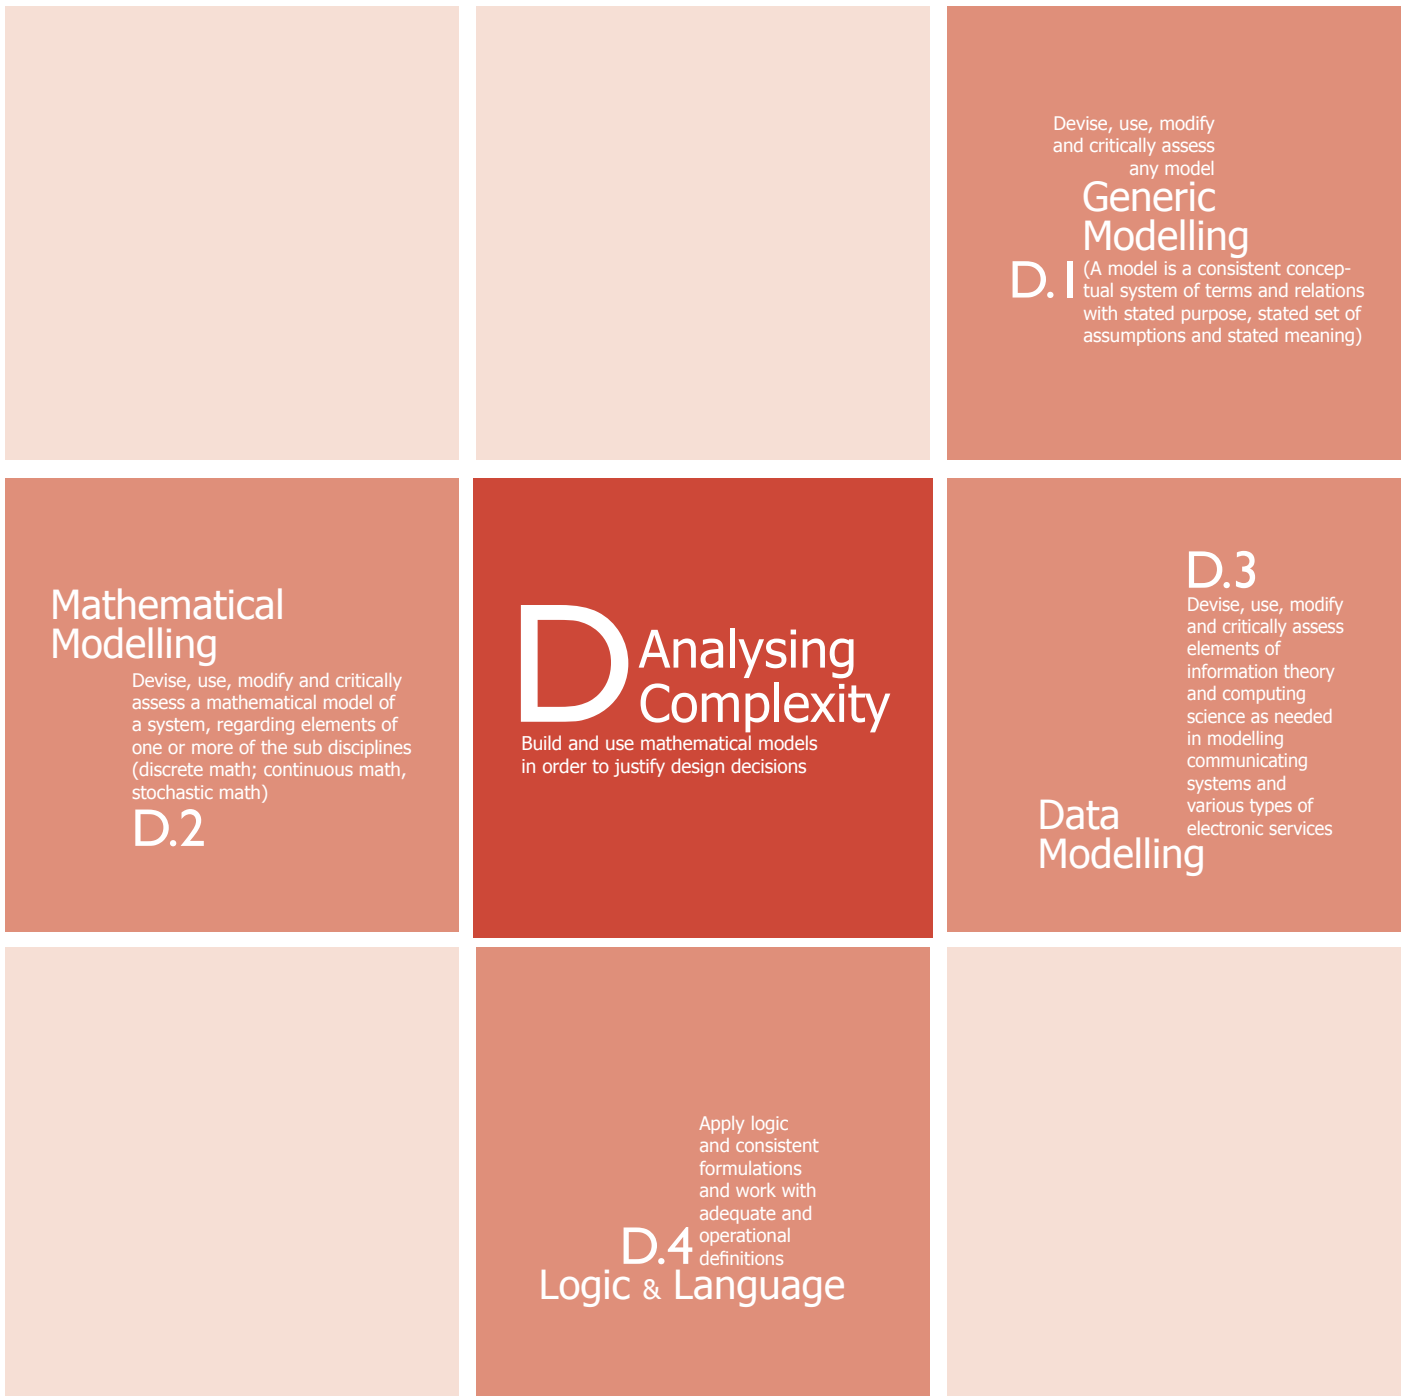 Devise, use, modify
and critically assess
any model
Generic
Modelling
D.1
(A model is a consistent concep-
tual system of terms and relations
with stated purpose, stated set of
assumptions and stated meaning)
Mathematical
Modelling
Devise, use, modify and critically
assess a mathematical model of
a system, regarding elements of
one or more of the sub disciplines
(discrete math; continuous math,
stochastic math)
D.2
D
Analysing
Complexity
Build and use mathematical models
in order to justify design decisions
D.3
Devise, use, modify
and critically assess
elements of
information theory
and computing
science as needed
in modelling
communicating
systems and
various types of
electronic services
Data
Modelling
Apply logic
and consistent
formulations
and work with
adequate and
operational
definitions
D.4
Logic & Language